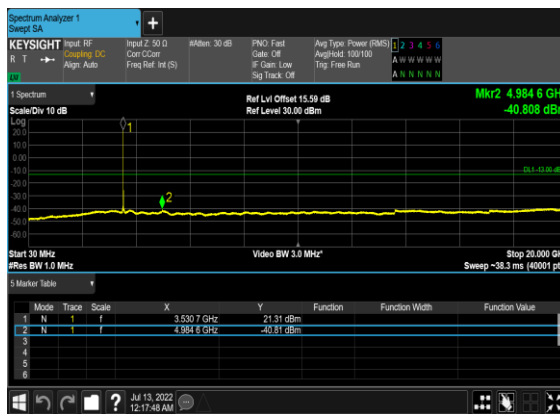 Spectrum Analyzer 1
Swept SA
+
KEYSIGHT
R T
Input: RF
Coupling: DC
Align: Auto
Input Z: 50 Ω
Corr CCorr
Freq Ref: Int (S)
#Atten: 30 dB
PNO: Fast
Gate: Off
IF Gain: Low
Sig Track: Off
Avg Type: Power (RMS)
Avg|Hold: 100/100
Trig: Free Run
1 2 3 4 5 6
A W W W W W
A N N N N N
1 Spectrum
Scale/Div 10 dB
Ref Lvl Offset 15.59 dB
Ref Level 30.00 dBm
Mkr2 4.984 6 GHz
-40.808 dBm
Log
20.0
10.0
0.00
-10.0
-20.0
-30.0
-40.0
-50.0
-60.0
1
2
DL1 -13.00 dBm
Start 30 MHz
#Res BW 1.0 MHz
Video BW 3.0 MHz*
Stop 20.000 GHz
Sweep ~38.3 ms (40001 pts)
5 Marker Table
Mode Trace Scale X Y Function Function Width Function Value
1 N 1 f 3.530 7 GHz 21.31 dBm
2 N 1 f 4.984 6 GHz -40.81 dBm
3
4
5
6
?
Jul 13, 2022
12:17:48 AM